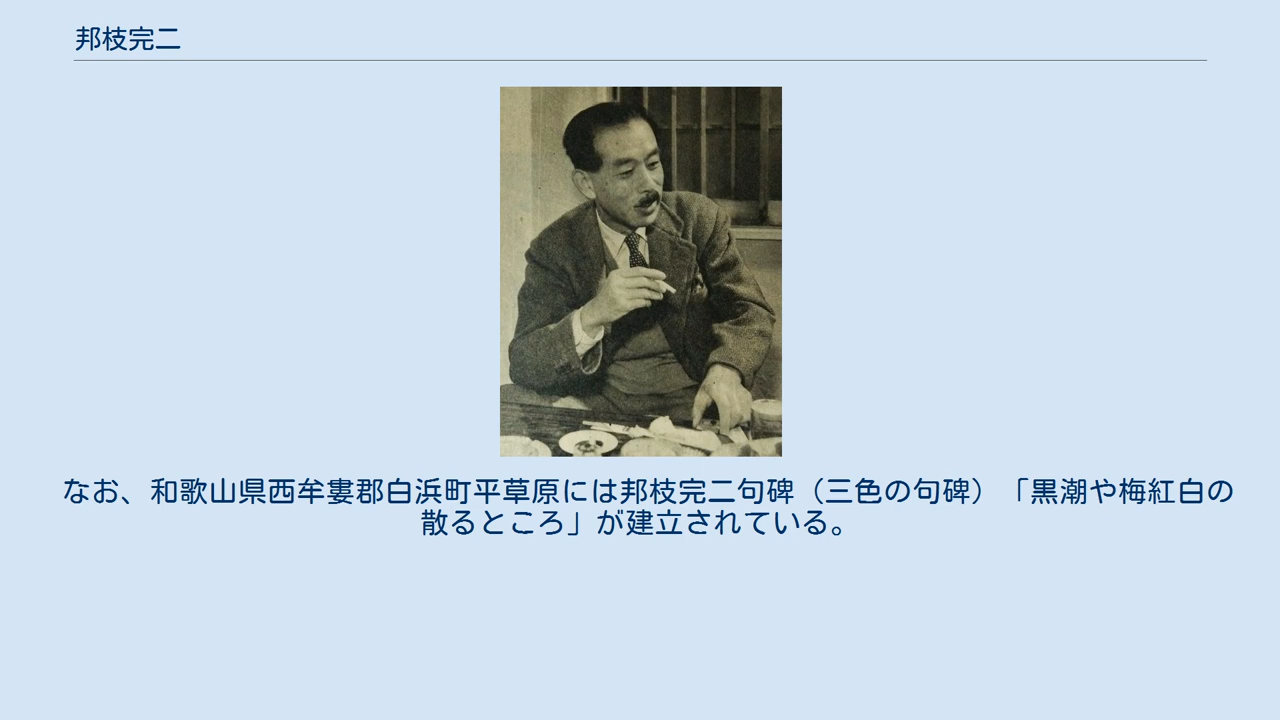 邦枝完二
なお、和歌山県西牟婁郡白浜町平草原には邦枝完二句碑（三色の句碑）「黒潮や梅紅白の
散るところ」が建立されている。